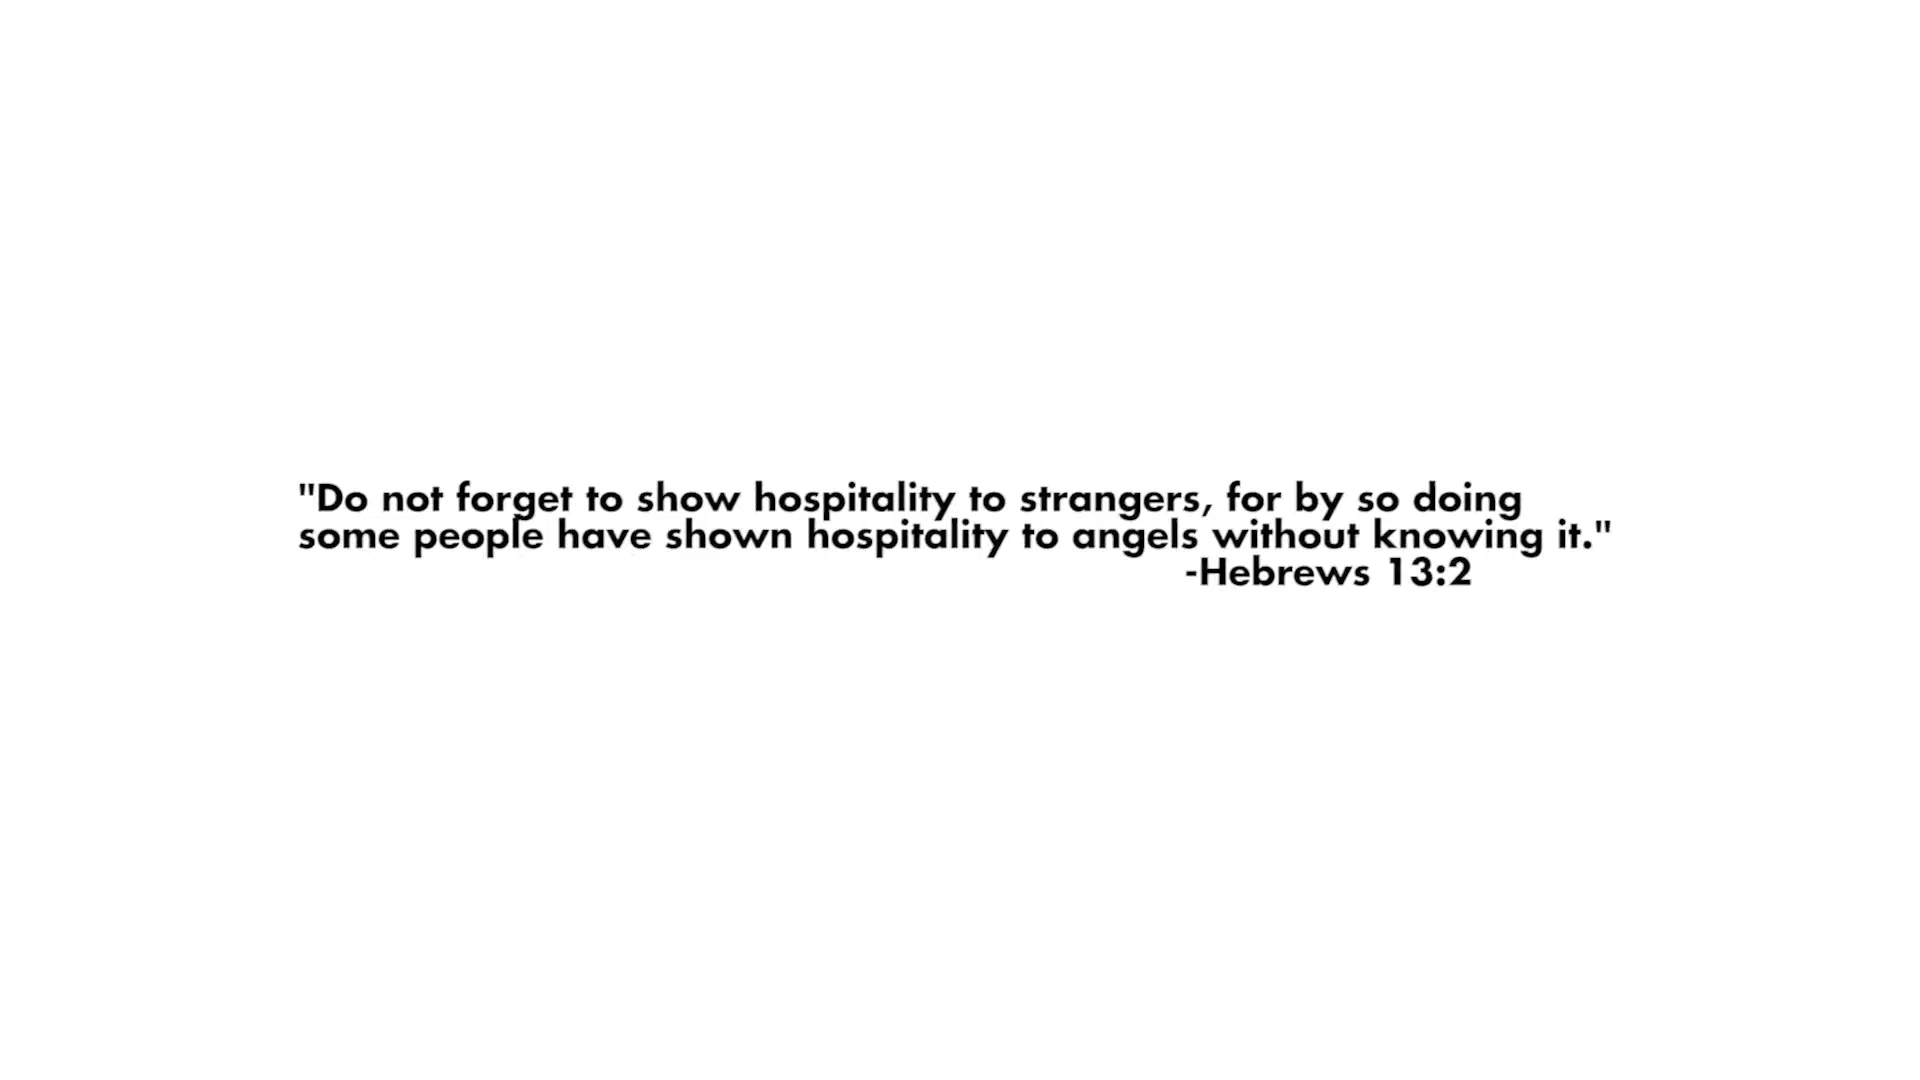 "Do not forget to show hospitality to strangers, for by so doing
some people have shown hospitality to angels without knowing it."
-Hebrews 13:2